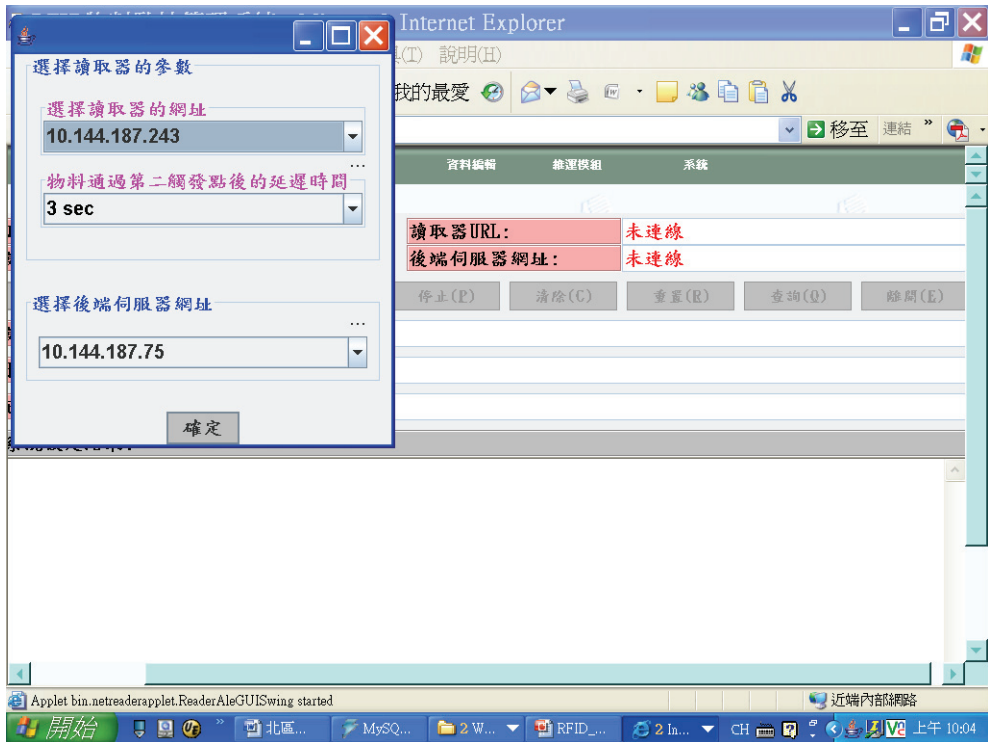 Internet Explorer
(T) 說明(H)
我的最愛
移至 連結 »
選擇讀取器的參數
選擇讀取器的網址
10.144.187.243
...
物料通過第二觸發點後的延遲時間
3 sec
選擇後端伺服器網址
...
10.144.187.75
確定
資料編輯 維運模組 系統
讀取器URL: 未連線
後端伺服器網址: 未連線
停止(P) 清除(C) 重置(R) 查詢(Q) 離開(E)
Applet bin.netreaderapplet.ReaderAleGUISwing started 近端內部網路
開始 » 北區... MySQ... 2 W... RFID_... 2 In... CH 上午 10:04